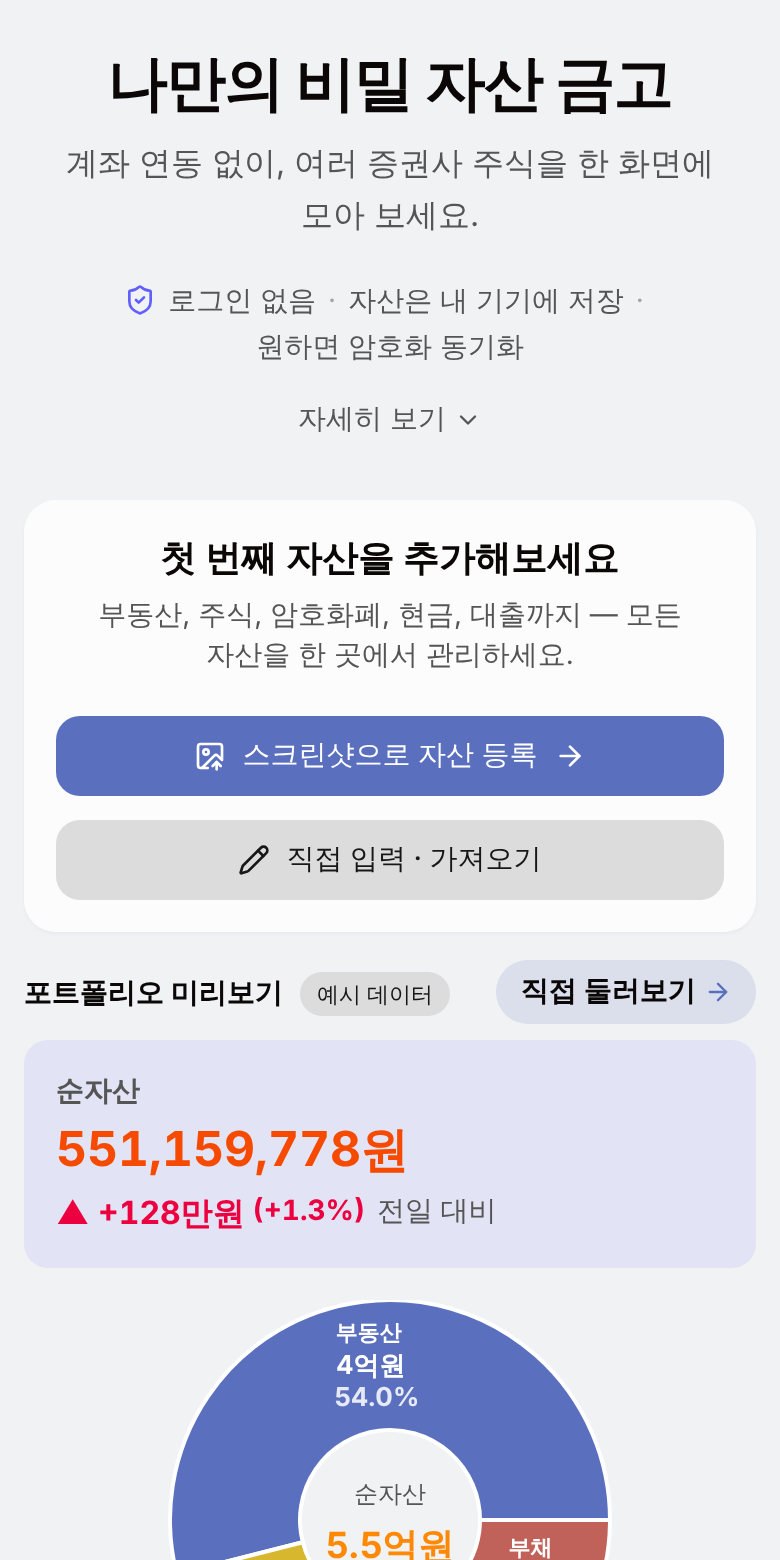 나만의 비밀 자산 금고
계좌 연동 없이, 여러 증권사 주식을 한 화면에
모아 보세요.
로그인 없음 · 자산은 내 기기에 저장 ·
원하면 암호화 동기화
자세히 보기
첫 번째 자산을 추가해보세요
부동산, 주식, 암호화폐, 현금, 대출까지 — 모든
자산을 한 곳에서 관리하세요.
스크린샷으로 자산 등록 →
직접 입력 · 가져오기
포트폴리오 미리보기 예시 데이터 직접 둘러보기 →
순자산
551,159,778원
▲ +128만원 (+1.3%) 전일 대비
부동산
4억원
54.0%
순자산
5.5억원
부채